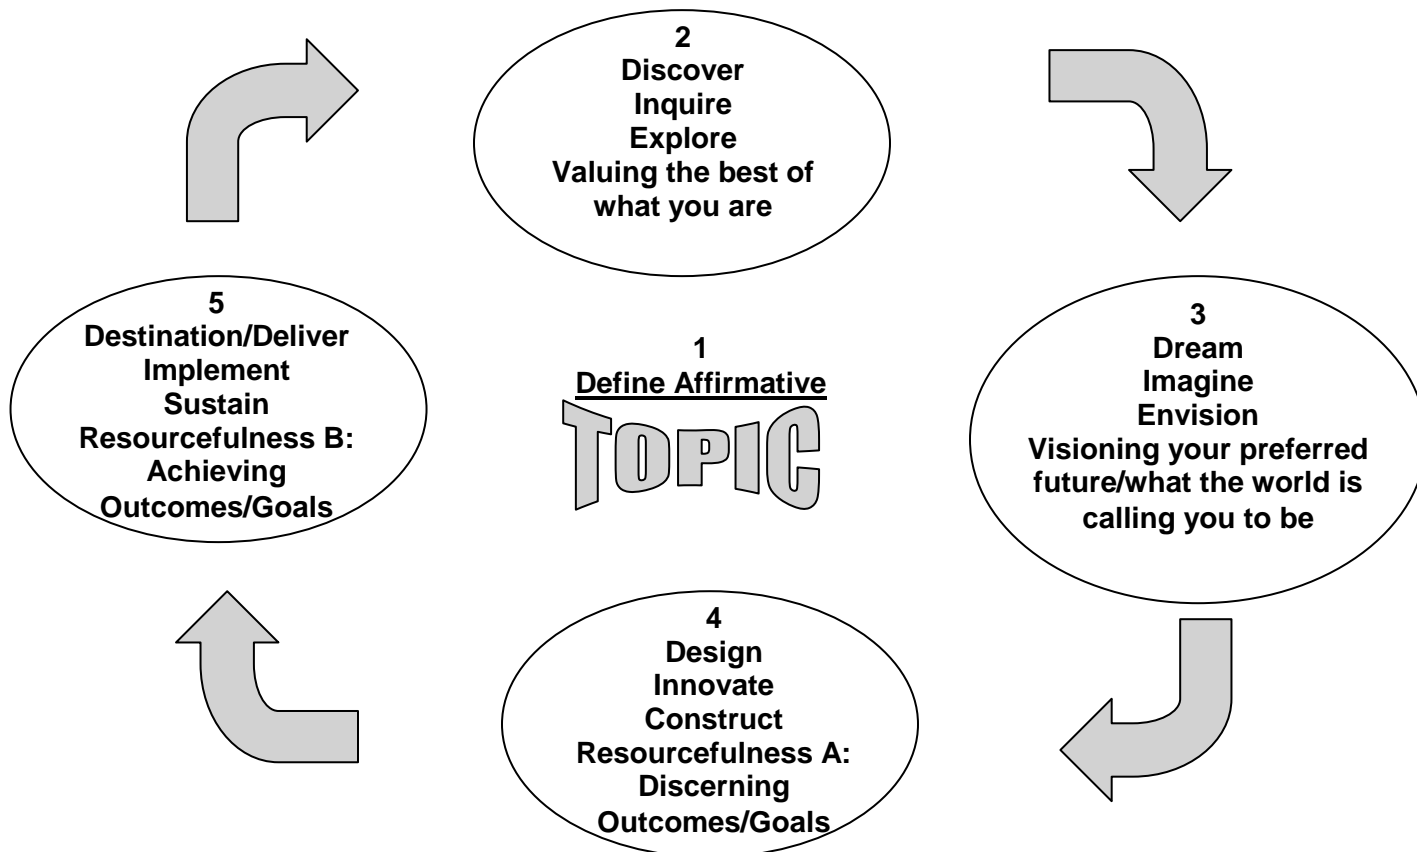 2
Discover
Inquire
Explore
Valuing the best of
what you are
5
Destination/Deliver
Implement
Sustain
Resourcefulness B:
Achieving
Outcomes/Goals
1
Define Affirmative
TOPIC
3
Dream
Imagine
Envision
Visioning your preferred
future/what the world is
calling you to be
4
Design
Innovate
Construct
Resourcefulness A:
Discerning
Outcomes/Goals